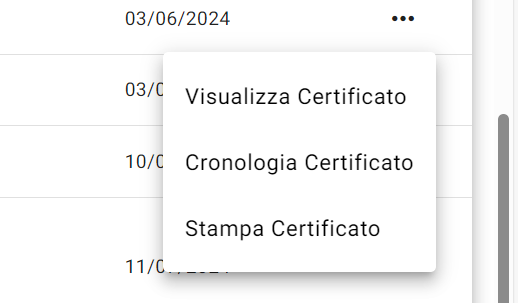 03/06/2024
Visualizza Certificato
Cronologia Certificato
Stampa Certificato